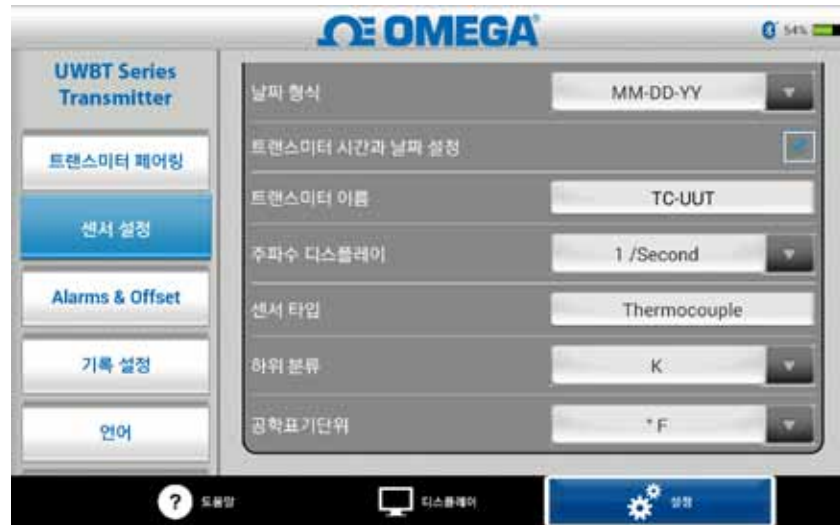 OMEGA
54%
UWBT Series
Transmitter
트랜스미터 페어링
센서 설정
Alarms & Offset
기록 설정
언어
날짜 형식
MM-DD-YY
트랜스미터 시간과 날짜 설정
트랜스미터 이름
TC-UUT
주파수 디스플레이
1 /Second
센서 타입
Thermocouple
하위 분류
K
공학표기단위
°F
도움말
디스플레이
설정